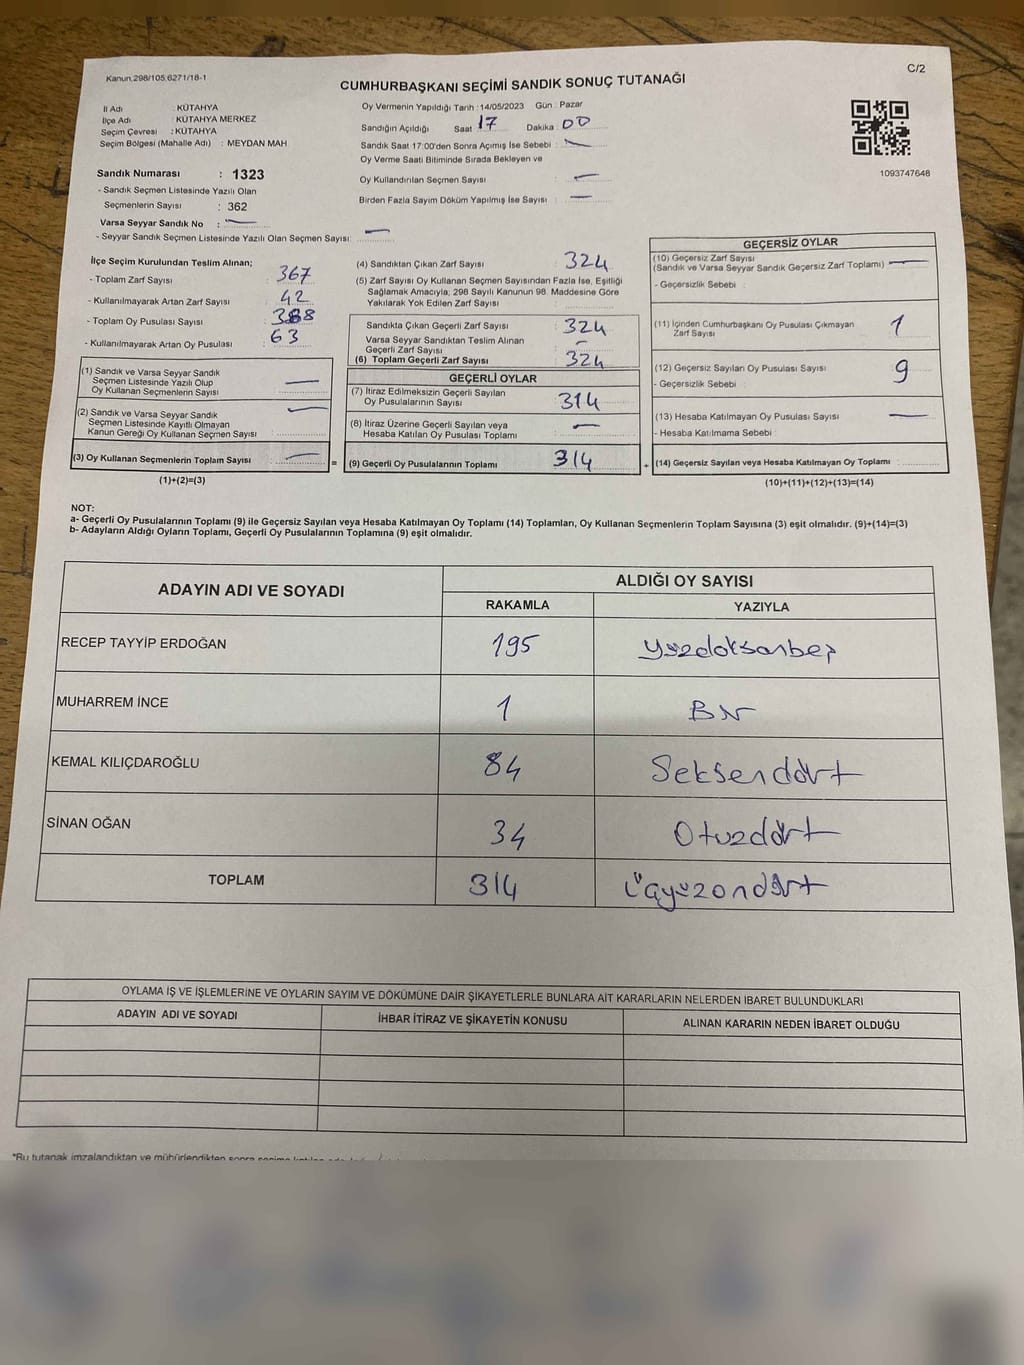 Kanun,298/105,6271/18-1
C/2
CUMHURBAŞKANI SEÇİMİ SANDIK SONUÇ TUTANAĞI
İl Adı : KÜTAHYA
İlçe Adı : KÜTAHYA MERKEZ
Seçim Çevresi : KÜTAHYA
Seçim Bölgesi (Mahalle Adı) : MEYDAN MAH
Sandık Numarası : 1323
- Sandık Seçmen Listesinde Yazılı Olan
Seçmenlerin Sayısı : 362
Varsa Seyyar Sandık No : —
- Seyyar Sandık Seçmen Listesinde Yazılı Olan Seçmen Sayısı: —
Oy Vermenin Yapıldığı Tarih : 14/05/2023 Gün : Pazar
Sandığın Açıldığı Saat : 17 Dakika : 00
Sandık Saat 17:00'den Sonra Açılmış İse Sebebi : —
Oy Verme Saati Bitiminde Sırada Bekleyen ve
Oy Kullandırılan Seçmen Sayısı : —
Birden Fazla Sayım Döküm Yapılmış İse Sayısı : —
1093747648
İlçe Seçim Kurulundan Teslim Alınan;
- Toplam Zarf Sayısı : 367
- Kullanılmayarak Artan Zarf Sayısı : 42
- Toplam Oy Pusulası Sayısı :
- Kullanılmayarak Artan Oy Pusulası : 63
(1) Sandık ve Varsa Seyyar Sandık
Seçmen Listesinde Yazılı Olup
Oy Kullanan Seçmenlerin Sayısı : —
(2) Sandık ve Varsa Seyyar Sandık
Seçmen Listesinde Kayıtlı Olmayan
Kanun Gereği Oy Kullanan Seçmen Sayısı : —
(3) Oy Kullanan Seçmenlerin Toplam Sayısı : —
(1)+(2)=(3)
(4) Sandıktan Çıkan Zarf Sayısı : 324
(5) Zarf Sayısı Oy Kullanan Seçmen Sayısından Fazla İse, Eşitliği
Sağlamak Amacıyla; 298 Sayılı Kanunun 98. Maddesine Göre
Yakılarak Yok Edilen Zarf Sayısı :
Sandıkta Çıkan Geçerli Zarf Sayısı : 324
Varsa Seyyar Sandıktan Teslim Alınan
Geçerli Zarf Sayısı : —
(6) Toplam Geçerli Zarf Sayısı : 324
GEÇERLİ OYLAR
(7) İtiraz Edilmeksizin Geçerli Sayılan
Oy Pusulalarının Sayısı : 314
(8) İtiraz Üzerine Geçerli Sayılan veya
Hesaba Katılan Oy Pusulası Toplamı : —
= (9) Geçerli Oy Pusulalarının Toplamı : 314
GEÇERSİZ OYLAR
(10) Geçersiz Zarf Sayısı
(Sandık ve Varsa Seyyar Sandık Geçersiz Zarf Toplamı) : —
- Geçersizlik Sebebi :
(11) İçinden Cumhurbaşkanı Oy Pusulası Çıkmayan
Zarf Sayısı : 1
(12) Geçersiz Sayılan Oy Pusulası Sayısı : 9
- Geçersizlik Sebebi :
(13) Hesaba Katılmayan Oy Pusulası Sayısı : —
- Hesaba Katılmama Sebebi :
+ (14) Geçersiz Sayılan veya Hesaba Katılmayan Oy Toplamı :
(10)+(11)+(12)+(13)=(14)
NOT:
a- Geçerli Oy Pusulalarının Toplamı (9) ile Geçersiz Sayılan veya Hesaba Katılmayan Oy Toplamı (14) Toplamları, Oy Kullanan Seçmenlerin Toplam Sayısına (3) eşit olmalıdır. (9)+(14)=(3)
b- Adayların Aldığı Oyların Toplamı, Geçerli Oy Pusulalarının Toplamına (9) eşit olmalıdır.
ADAYIN ADI VE SOYADI ALDIĞI OY SAYISI
RAKAMLA YAZIYLA
RECEP TAYYİP ERDOĞAN 195 yüzdoksanbeş
MUHARREM İNCE 1 Bir
KEMAL KILIÇDAROĞLU 84 Seksendört
SİNAN OĞAN 34 Otuzdört
TOPLAM 314 Üçyüzondört
OYLAMA İŞ VE İŞLEMLERİNE VE OYLARIN SAYIM VE DÖKÜMÜNE DAİR ŞİKAYETLERLE BUNLARA AİT KARARLARIN NELERDEN İBARET BULUNDUKLARI
ADAYIN ADI VE SOYADI İHBAR İTİRAZ VE ŞİKAYETİN KONUSU ALINAN KARARIN NEDEN İBARET OLDUĞU
*Bu tutanak imzalandıktan ve mühürlendikten sonra